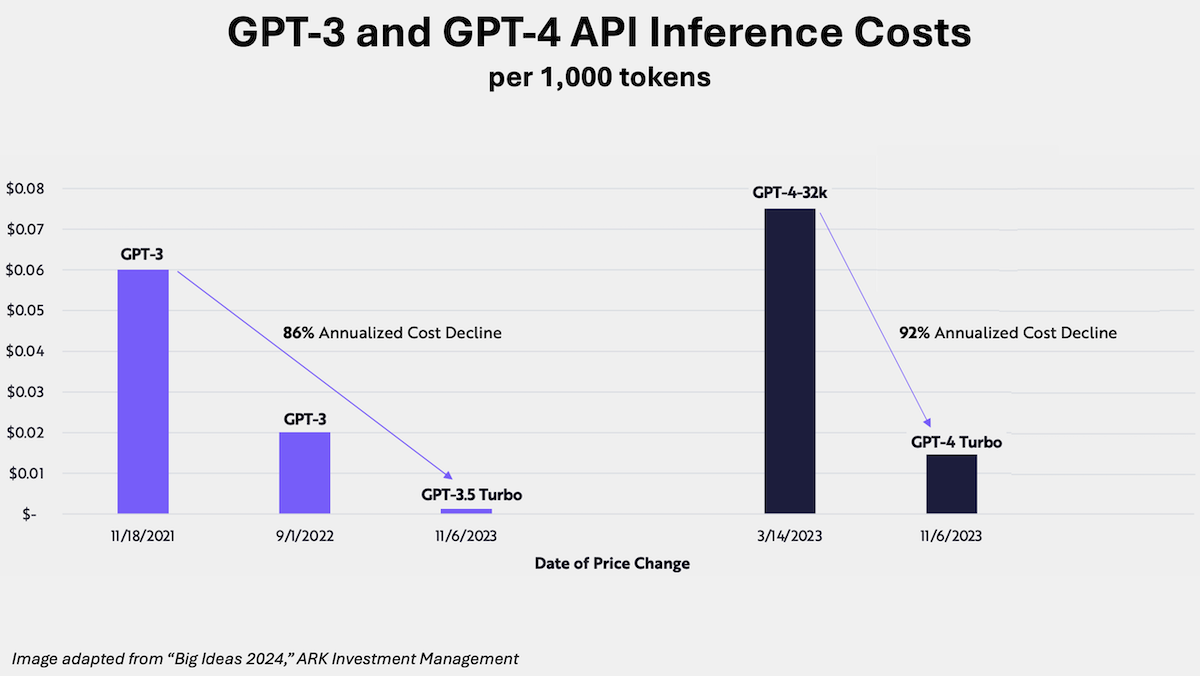 GPT-3 and GPT-4 API Inference Costs
per 1,000 tokens
$0.08
$0.07
$0.06
$0.05
$0.04
$0.03
$0.02
$0.01
$-
GPT-3
86% Annualized Cost Decline
GPT-3
GPT-3.5 Turbo
GPT-4-32k
92% Annualized Cost Decline
GPT-4 Turbo
11/18/2021
9/1/2022
11/6/2023
3/14/2023
11/6/2023
Date of Price Change
Image adapted from “Big Ideas 2024,” ARK Investment Management